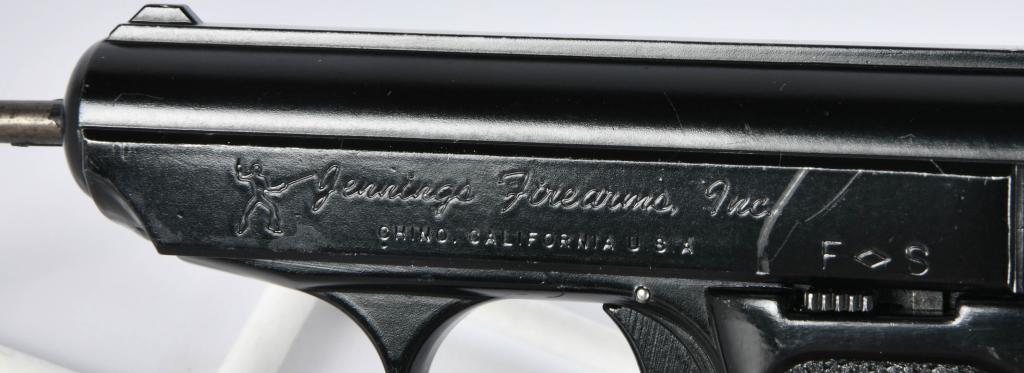 Jennings Firearms, Inc.
CHINO, CALIFORNIA U S A
F S